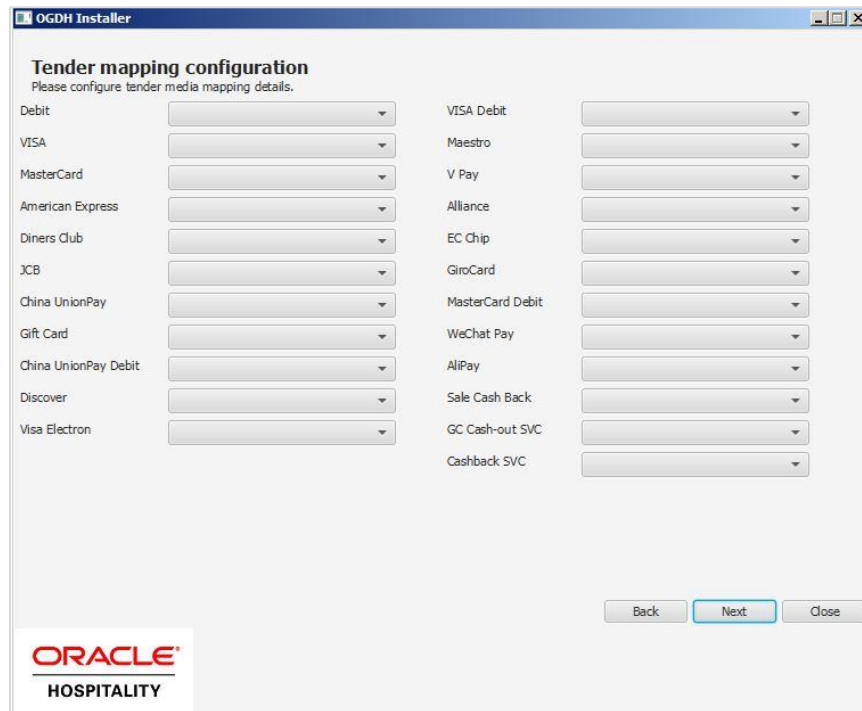 OGDH Installer
Tender mapping configuration
Please configure tender media mapping details.
Debit
VISA
MasterCard
American Express
Diners Club
JCB
China UnionPay
Gift Card
China UnionPay Debit
Discover
Visa Electron
VISA Debit
Maestro
V Pay
Alliance
EC Chip
GiroCard
MasterCard Debit
WeChat Pay
AliPay
Sale Cash Back
GC Cash-out SVC
Cashback SVC
Back Next Close
ORACLE®
HOSPITALITY